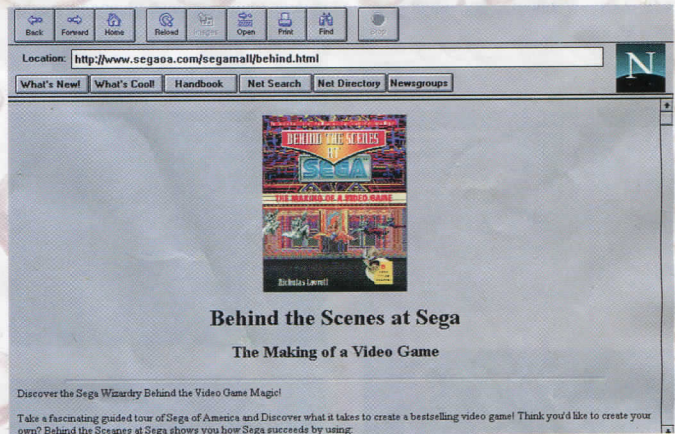 Back Forward Home Reload Images Open Print Find Stop
Location: http://www.segaoa.com/segamall/behind.html
N
What's New! What's Cool! Handbook Net Search Net Directory Newsgroups
BEHIND THE SCENES
AT
SEGA
THE MAKING OF A VIDEO GAME
Nicholas Lavroff
Behind the Scenes at Sega
The Making of a Video Game
Discover the Sega Wizardry Behind the Video Game Magic!
Take a fascinating guided tour of Sega of America and Discover what it takes to create a bestselling video game! Think you'd like to create your
own? Behind the Sceanes at Sega shows you how Sega succeeds by using: